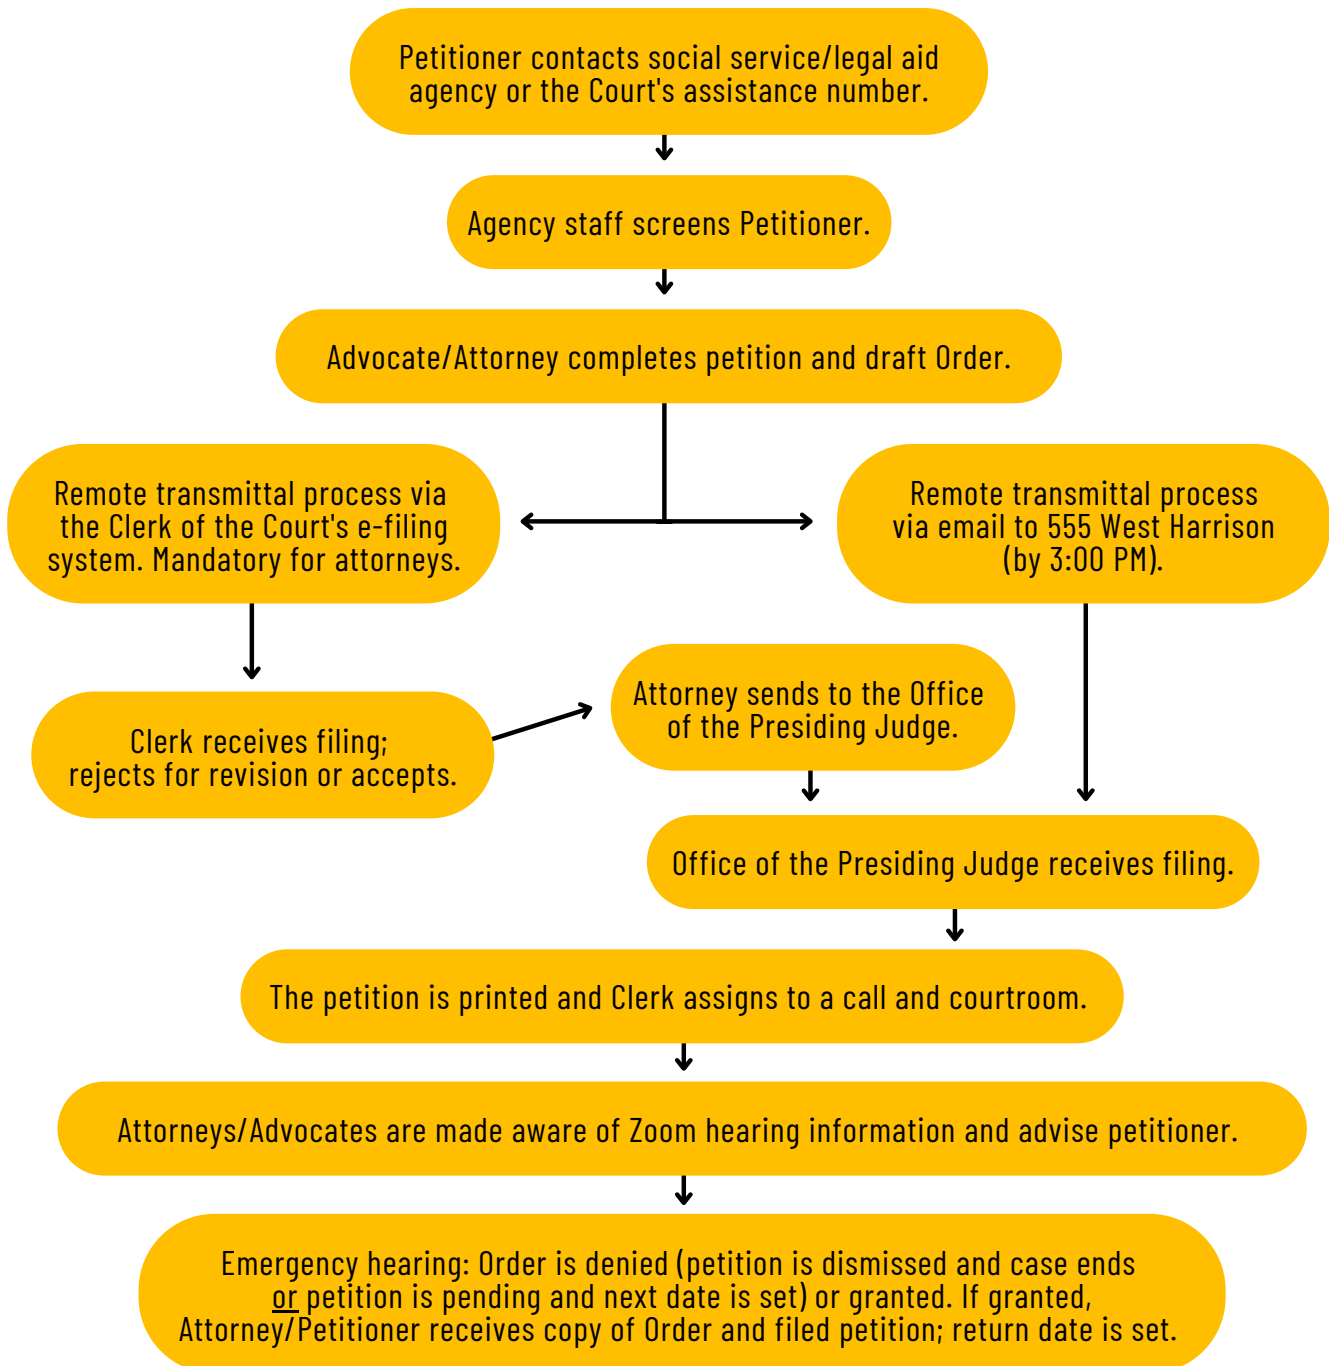 Petitioner contacts social service/legal aid
agency or the Court's assistance number.
Agency staff screens Petitioner.
Advocate/Attorney completes petition and draft Order.
Remote transmittal process via
the Clerk of the Court's e-filing
system. Mandatory for attorneys.
Remote transmittal process
via email to 555 West Harrison
(by 3:00 PM).
Clerk receives filing;
rejects for revision or accepts.
Attorney sends to the Office
of the Presiding Judge.
Office of the Presiding Judge receives filing.
The petition is printed and Clerk assigns to a call and courtroom.
Attorneys/Advocates are made aware of Zoom hearing information and advise petitioner.
Emergency hearing: Order is denied (petition is dismissed and case ends
or petition is pending and next date is set) or granted. If granted,
Attorney/Petitioner receives copy of Order and filed petition; return date is set.